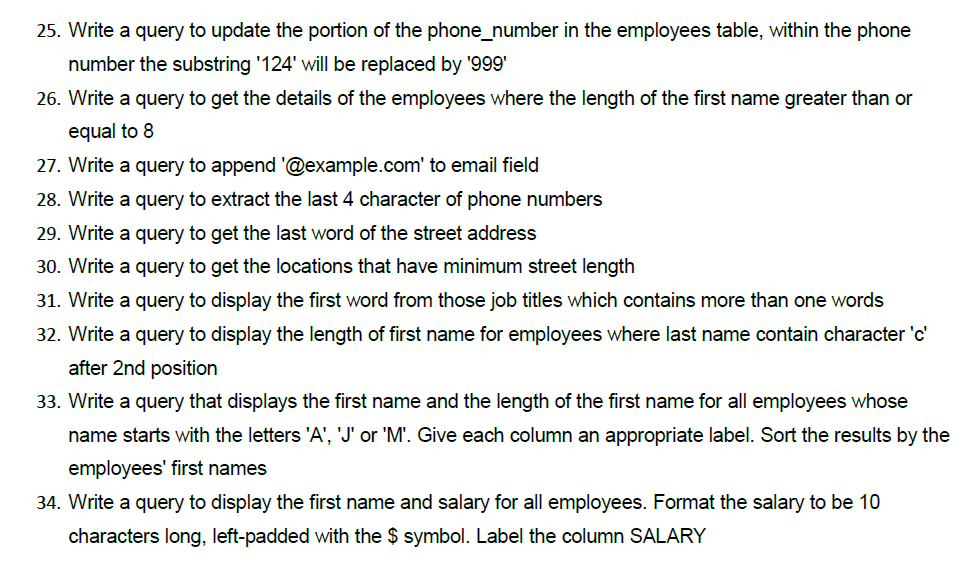 25. Write a query to update the portion of the phone_number in the employees table, within the phone
number the substring '124' will be replaced by '999'
26. Write a query to get the details of the employees where the length of the first name greater than or
equal to 8
27. Write a query to append '@example.com' to email field
28. Write a query to extract the last 4 character of phone numbers
29. Write a query to get the last word of the street address
30. Write a query to get the locations that have minimum street length
31. Write a query to display the first word from those job titles which contains more than one words
32. Write a query to display the length of first name for employees where last name contain character 'c'
after 2nd position
33. Write a query that displays the first name and the length of the first name for all employees whose
name starts with the letters 'A', 'J' or 'M'. Give each column an appropriate label. Sort the results by the
employees' first names
34. Write a query to display the first name and salary for all employees. Format the salary to be 10
characters long, left-padded with the $ symbol. Label the column SALARY